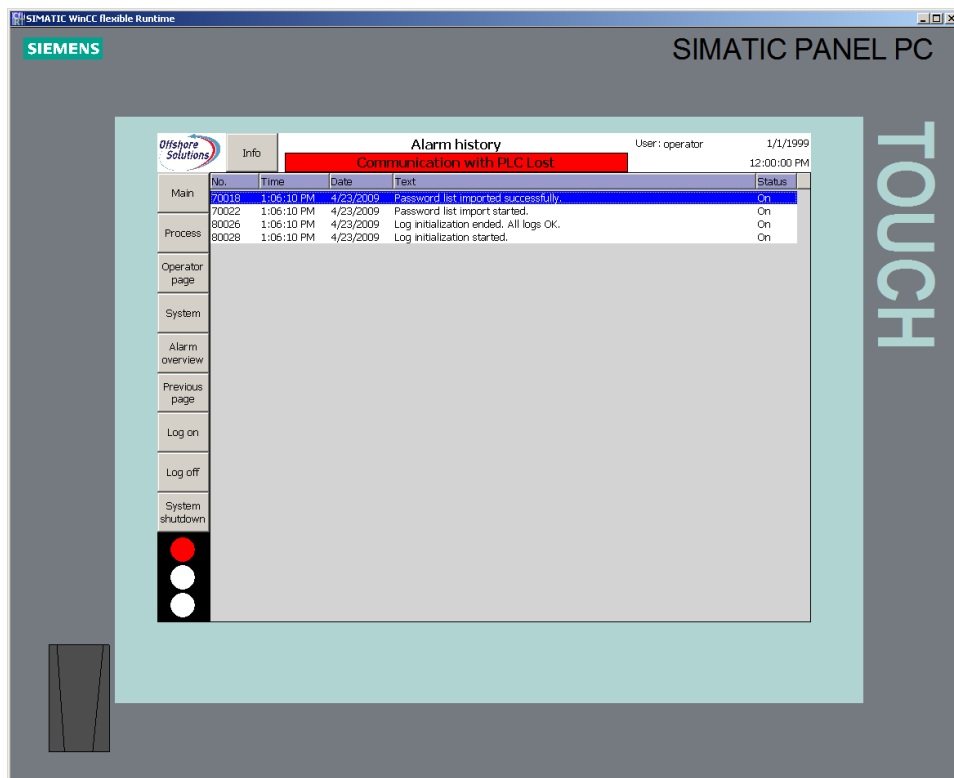 SIMATIC WinCC flexible Runtime
SIEMENS
SIMATIC PANEL PC
TOUCH
Offshore
Solutions
Info
Alarm history
User: operator
1/1/1999
Communication with PLC Lost
12:00:00 PM
No. Time Date Text Status
70018 1:06:10 PM 4/23/2009 Password list imported successfully. On
70022 1:06:10 PM 4/23/2009 Password list import started. On
80026 1:06:10 PM 4/23/2009 Log initialization ended. All logs OK. On
80028 1:06:10 PM 4/23/2009 Log initialization started. On
Main
Process
Operator
page
System
Alarm
overview
Previous
page
Log on
Log off
System
shutdown